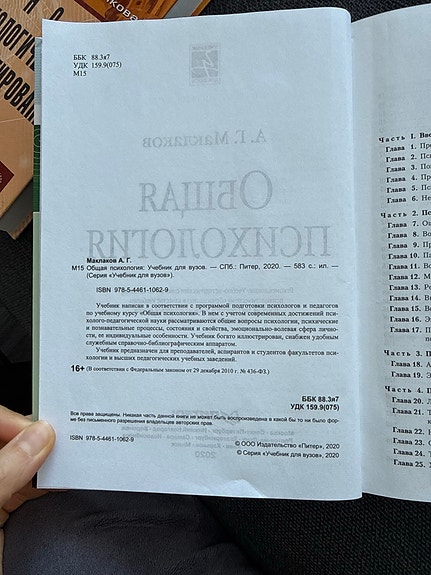 ББК 88.3я7
УДК 159.9(075)
М15
Маклаков А. Г.
М15 Общая психология: Учебник для вузов. — СПб.: Питер, 2020. — 583 с.: ил. —
(Серия «Учебник для вузов»).
ISBN 978-5-4461-1062-9
Учебник написан в соответствии с программой подготовки психологов и педагогов
по учебному курсу «Общая психология». В нем с учетом современных достижений пси-
холого-педагогической науки рассматриваются общие вопросы психологии, психические
и познавательные процессы, состояния и свойства, эмоционально-волевая сфера лично-
сти, ее индивидуальные особенности. Учебник богато иллюстрирован, снабжен удобным
служебным справочно-библиографическим аппаратом.
Учебник предназначен для преподавателей, аспирантов и студентов факультетов пси-
хологии и высших педагогических учебных заведений.
16+ (В соответствии с Федеральным законом от 29 декабря 2010 г. № 436-ФЗ.)
ББК 88.3я7
УДК 159.9(075)
Все права защищены. Никакая часть данной книги не может быть воспроизведена в какой бы то ни было фор-
ме без письменного разрешения владельцев авторских прав.
ISBN 978-5-4461-1062-9
© ООО Издательство «Питер», 2020
© Серия «Учебник для вузов», 2020
А. Г. Маклаков
Общая
психология
2020
Часть I.
Глава 1.
Глава 2.
Глава 3.
Глава 4.
Глава 5.
Глава 6.
Часть 2.
Глава 7.
Глава 8.
Глава 9.
Глава 10.
Глава 11.
Глава 12.
Глава 13.
Глава 14.
Глава 15.
Глава 16.
Глава 17.
Часть 3.
Глава 18.
Глава 19.
Часть 4.
Глава 20.
Глава 21.
Глава 22.
Глава 23.
Глава 24.
Глава 25.